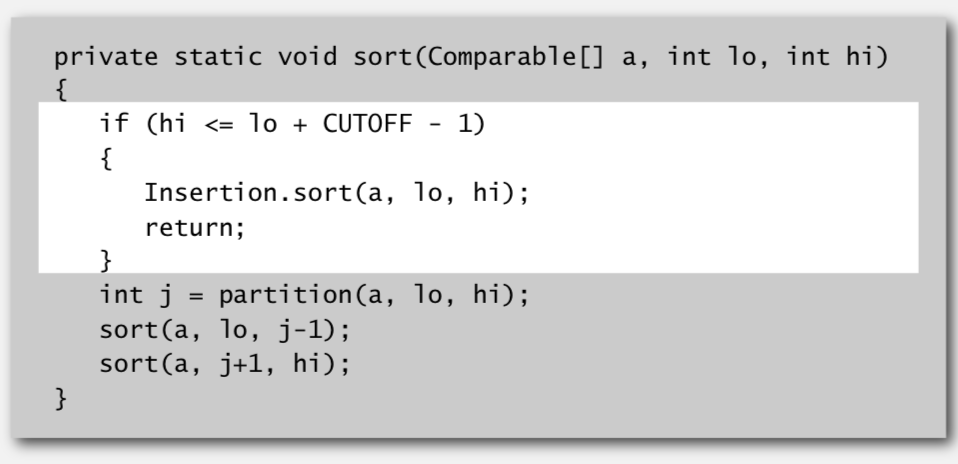 private static void sort(Comparable[] a, int lo, int hi)
{
   if (hi <= lo + CUTOFF - 1)
   {
      Insertion.sort(a, lo, hi);
      return;
   }
   int j = partition(a, lo, hi);
   sort(a, lo, j-1);
   sort(a, j+1, hi);
}